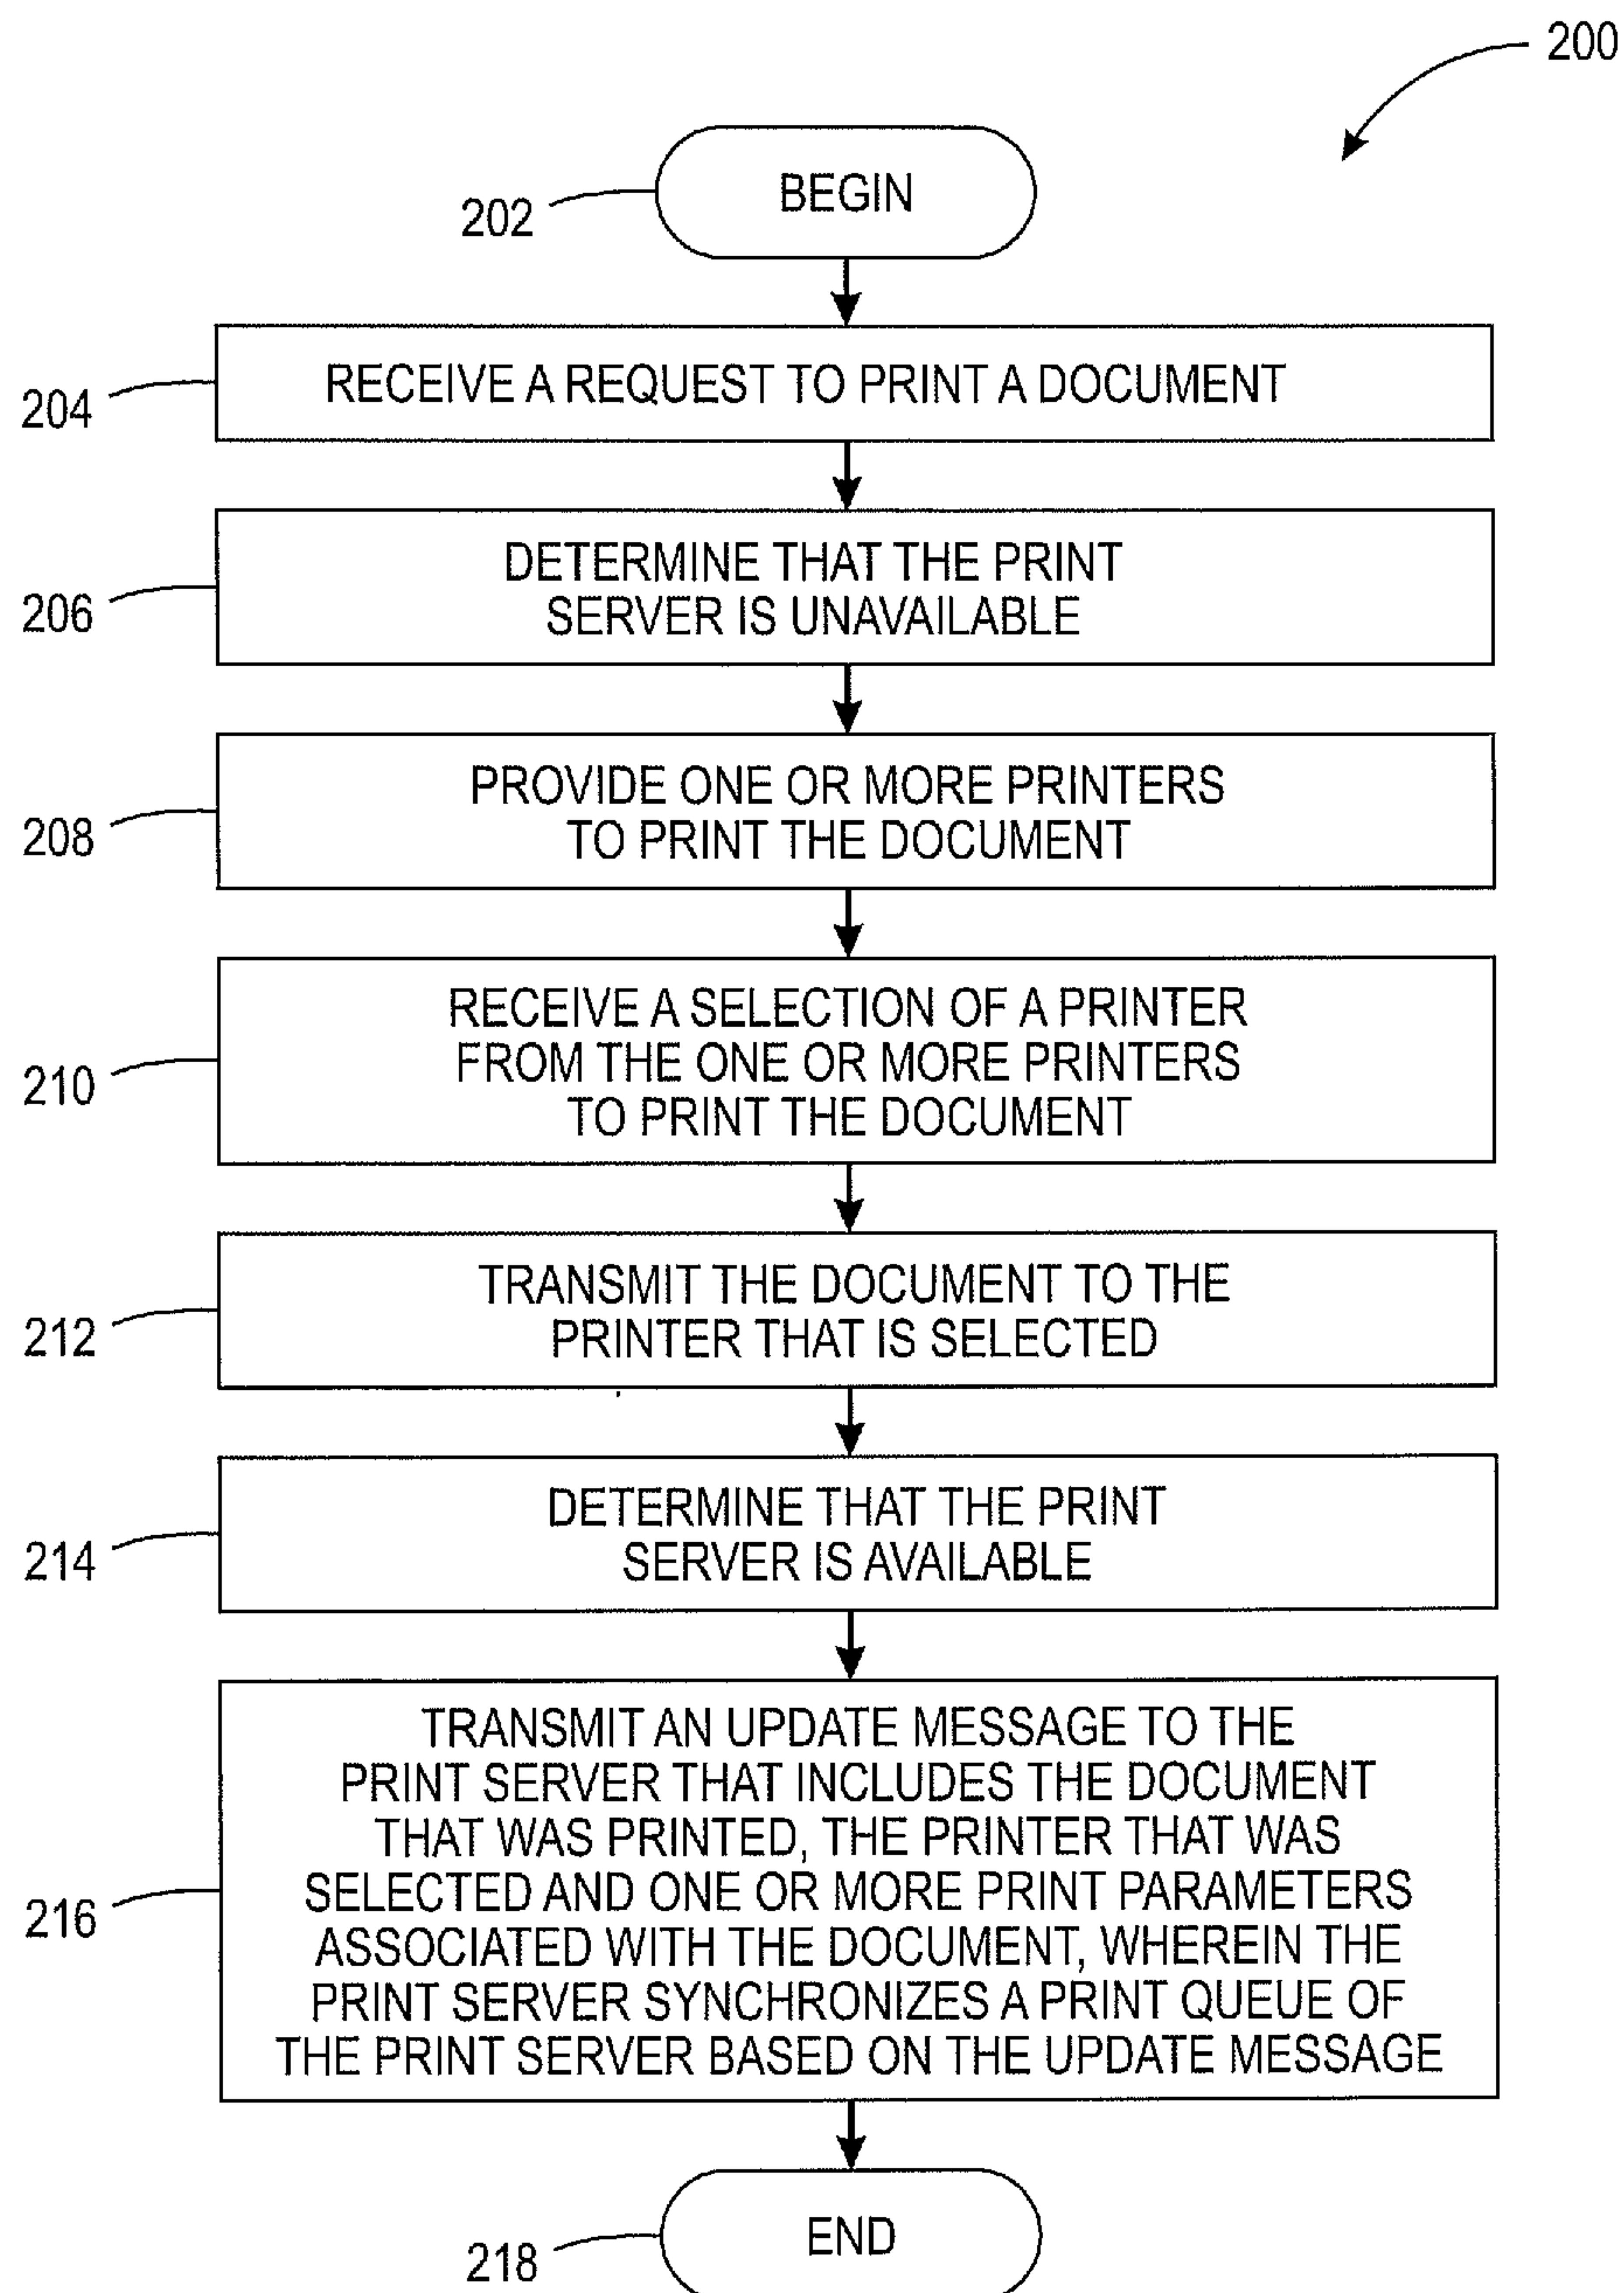 200
202
BEGIN
204
RECEIVE A REQUEST TO PRINT A DOCUMENT
206
DETERMINE THAT THE PRINT
SERVER IS UNAVAILABLE
208
PROVIDE ONE OR MORE PRINTERS
TO PRINT THE DOCUMENT
210
RECEIVE A SELECTION OF A PRINTER
FROM THE ONE OR MORE PRINTERS
TO PRINT THE DOCUMENT
212
TRANSMIT THE DOCUMENT TO THE
PRINTER THAT IS SELECTED
214
DETERMINE THAT THE PRINT
SERVER IS AVAILABLE
216
TRANSMIT AN UPDATE MESSAGE TO THE
PRINT SERVER THAT INCLUDES THE DOCUMENT
THAT WAS PRINTED, THE PRINTER THAT WAS
SELECTED AND ONE OR MORE PRINT PARAMETERS
ASSOCIATED WITH THE DOCUMENT, WHEREIN THE
PRINT SERVER SYNCHRONIZES A PRINT QUEUE OF
THE PRINT SERVER BASED ON THE UPDATE MESSAGE
218
END